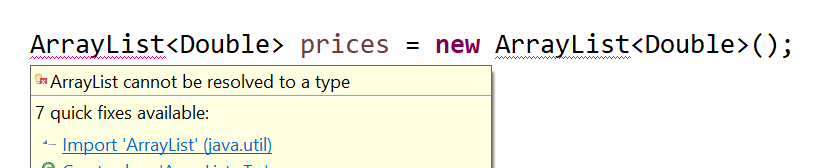 ArrayList<Double> prices = new ArrayList<Double>();
ArrayList cannot be resolved to a type
7 quick fixes available:
Import 'ArrayList' (java.util)